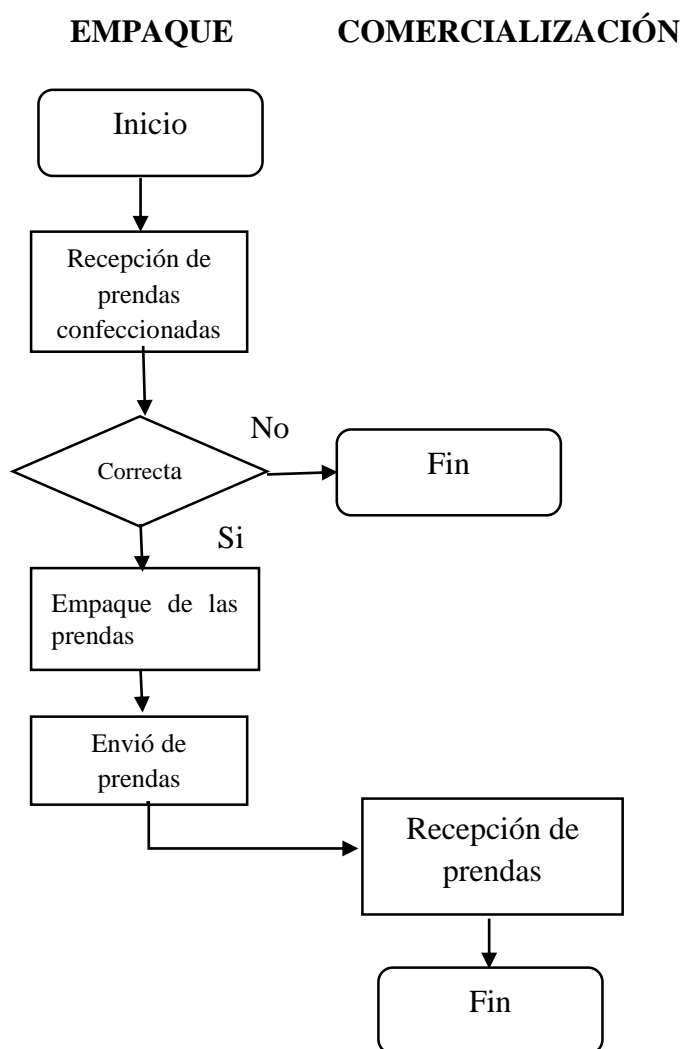 EMPAQUE COMERCIALIZACIÓN
Inicio
Recepción de
prendas
confeccionadas
No
Correcta
Fin
Si
Empaque de las
prendas
Envió de
prendas
Recepción de
prendas
Fin